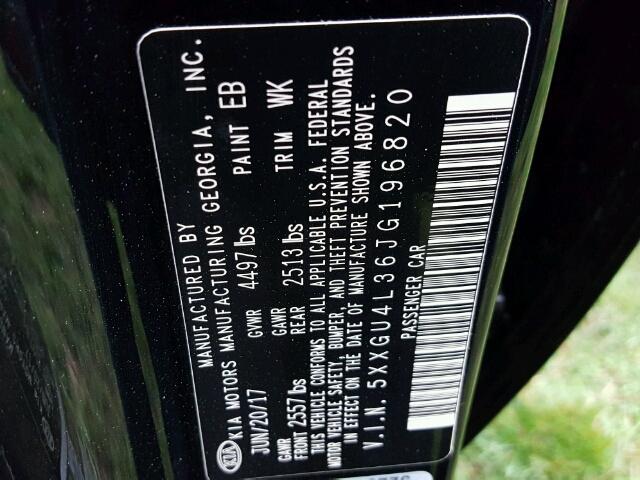 MANUFACTURED BY
KIA KIA MOTORS MANUFACTURING GEORGIA, INC.
JUN/20/17 GVWR 4497lbs PAINT EB
GAWR FRONT 2557lbs GAWR REAR 2513lbs TRIM WK
THIS VEHICLE CONFORMS TO ALL APPLICABLE U.S.A. FEDERAL
MOTOR VEHICLE SAFETY, BUMPER, AND THEFT PREVENTION STANDARDS
IN EFFECT ON THE DATE OF MANUFACTURE SHOWN ABOVE.
V.I.N. 5XXGU4L36JG196820
PASSENGER CAR